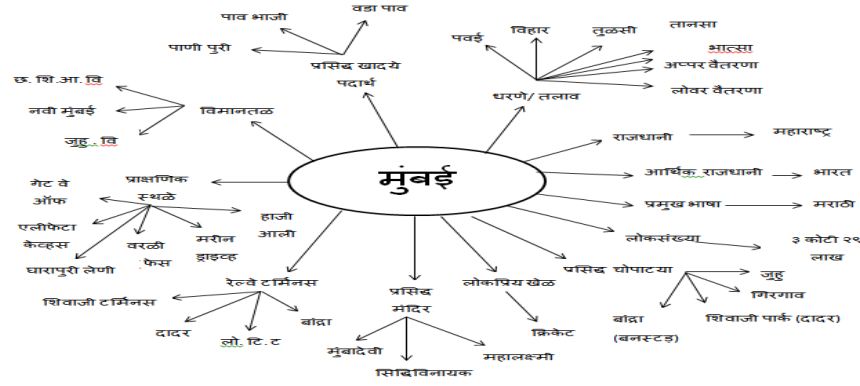 वडा पाव
पाव भाजी
पाणी पुरी
प्रसिद्ध खादये
पदार्थ
पवई
विहार
तुळसी
तानसा
भात्सा
अप्पर वैतरणा
लोवर वैतरणा
धरणे/ तलाव
छ. शि.आ. वि
नवी मुंबई
जुहु . वि
विमानतळ
राजधानी
महाराष्ट्र
आर्थिक राजधानी
भारत
प्रमुख भाषा
मराठी
लोकसंख्या
३ कोटी २९
लाख
मुंबई
प्राक्षणिक
स्थळे
गेट वे
ऑफ
एलीफेटा
केव्हस
घारापुरी लेणी
वरळी
फेस
मरीन
ड्राइव्ह
हाजी
आली
रेल्वे टर्मिनस
शिवाजी टर्मिनस
दादर
लो. टि. ट
बांद्रा
प्रसिद्ध
मंदिर
मुंबादेवी
सिद्धिविनायक
महालक्ष्मी
लोकप्रिय खेळ
क्रिकेट
प्रसिद्ध चोपाटया
जुहु
गिरगाव
शिवाजी पार्क (दादर)
बांद्रा
(बनस्टड)